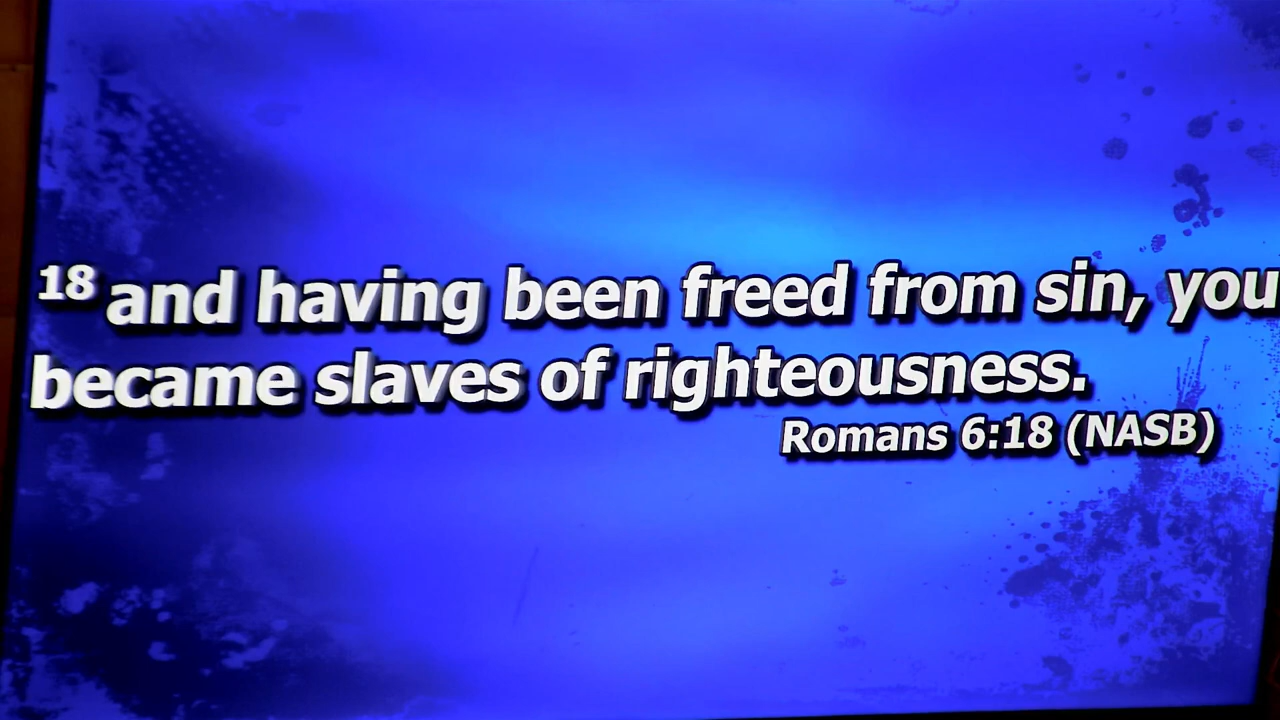 18 and having been freed from sin, you
became slaves of righteousness.
Romans 6:18 (NASB)